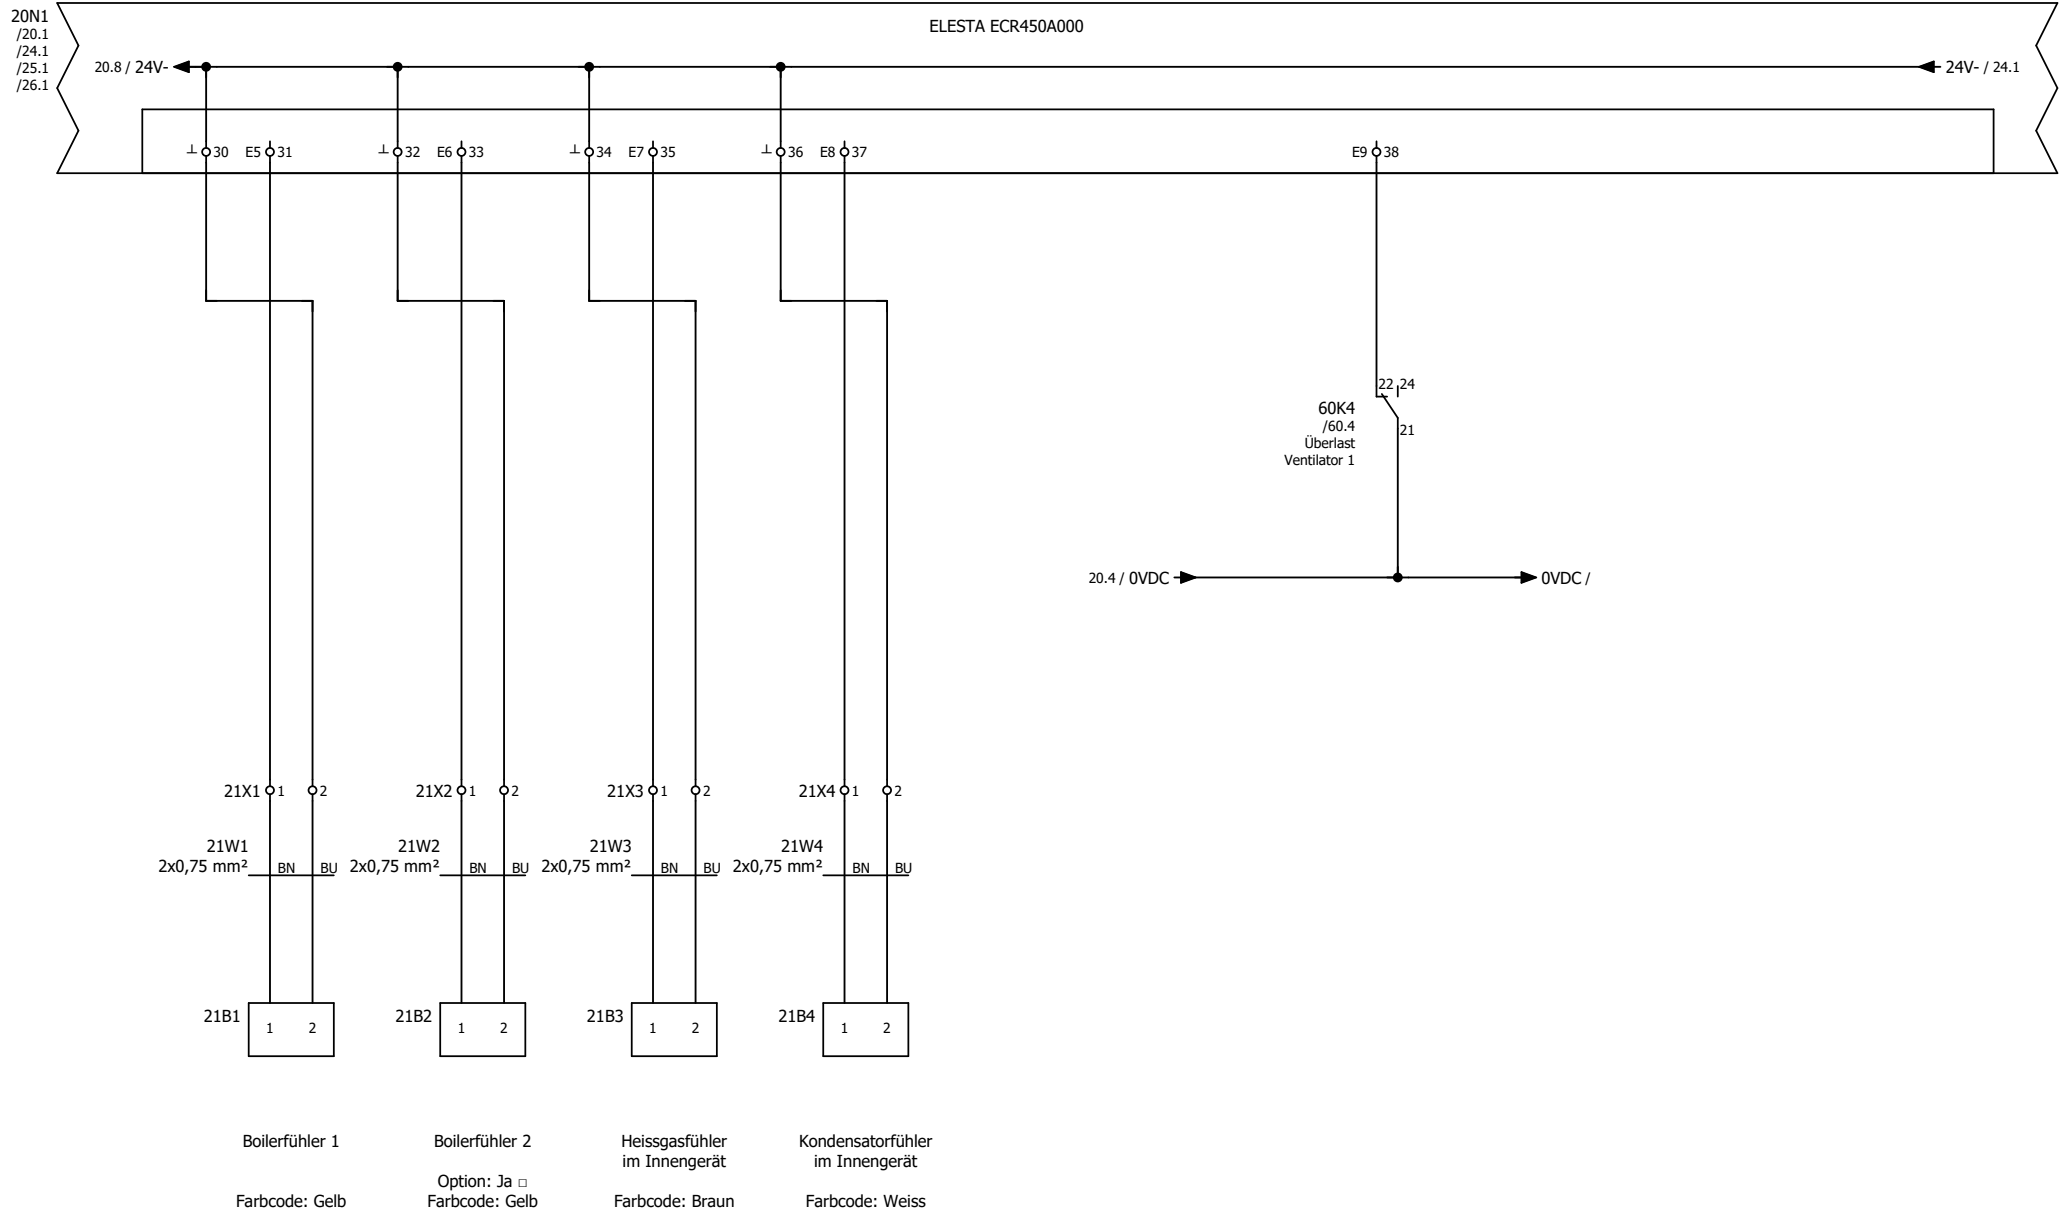 20N1
/20.1
/24.1
/25.1
/26.1
ELESTA ECR450A000
20.8 / 24V-
24V- / 24.1
⊥ 30 E5 31 ⊥ 32 E6 33 ⊥ 34 E7 35 ⊥ 36 E8 37 E9 38
22 24
60K4
/60.4
Überlast
Ventilator 1
21
20.4 / 0VDC
0VDC /
21X1 1 2 21X2 1 2 21X3 1 2 21X4 1 2
21W1 21W2 21W3 21W4
2x0,75 mm² BN BU 2x0,75 mm² BN BU 2x0,75 mm² BN BU 2x0,75 mm² BN BU
21B1 21B2 21B3 21B4
1 2 1 2 1 2 1 2
Boilerfühler 1
Farbcode: Gelb
Boilerfühler 2
Option: Ja □
Farbcode: Gelb
Heissgasfühler
im Innengerät
Farbcode: Braun
Kondensatorfühler
im Innengerät
Farbcode: Weiss